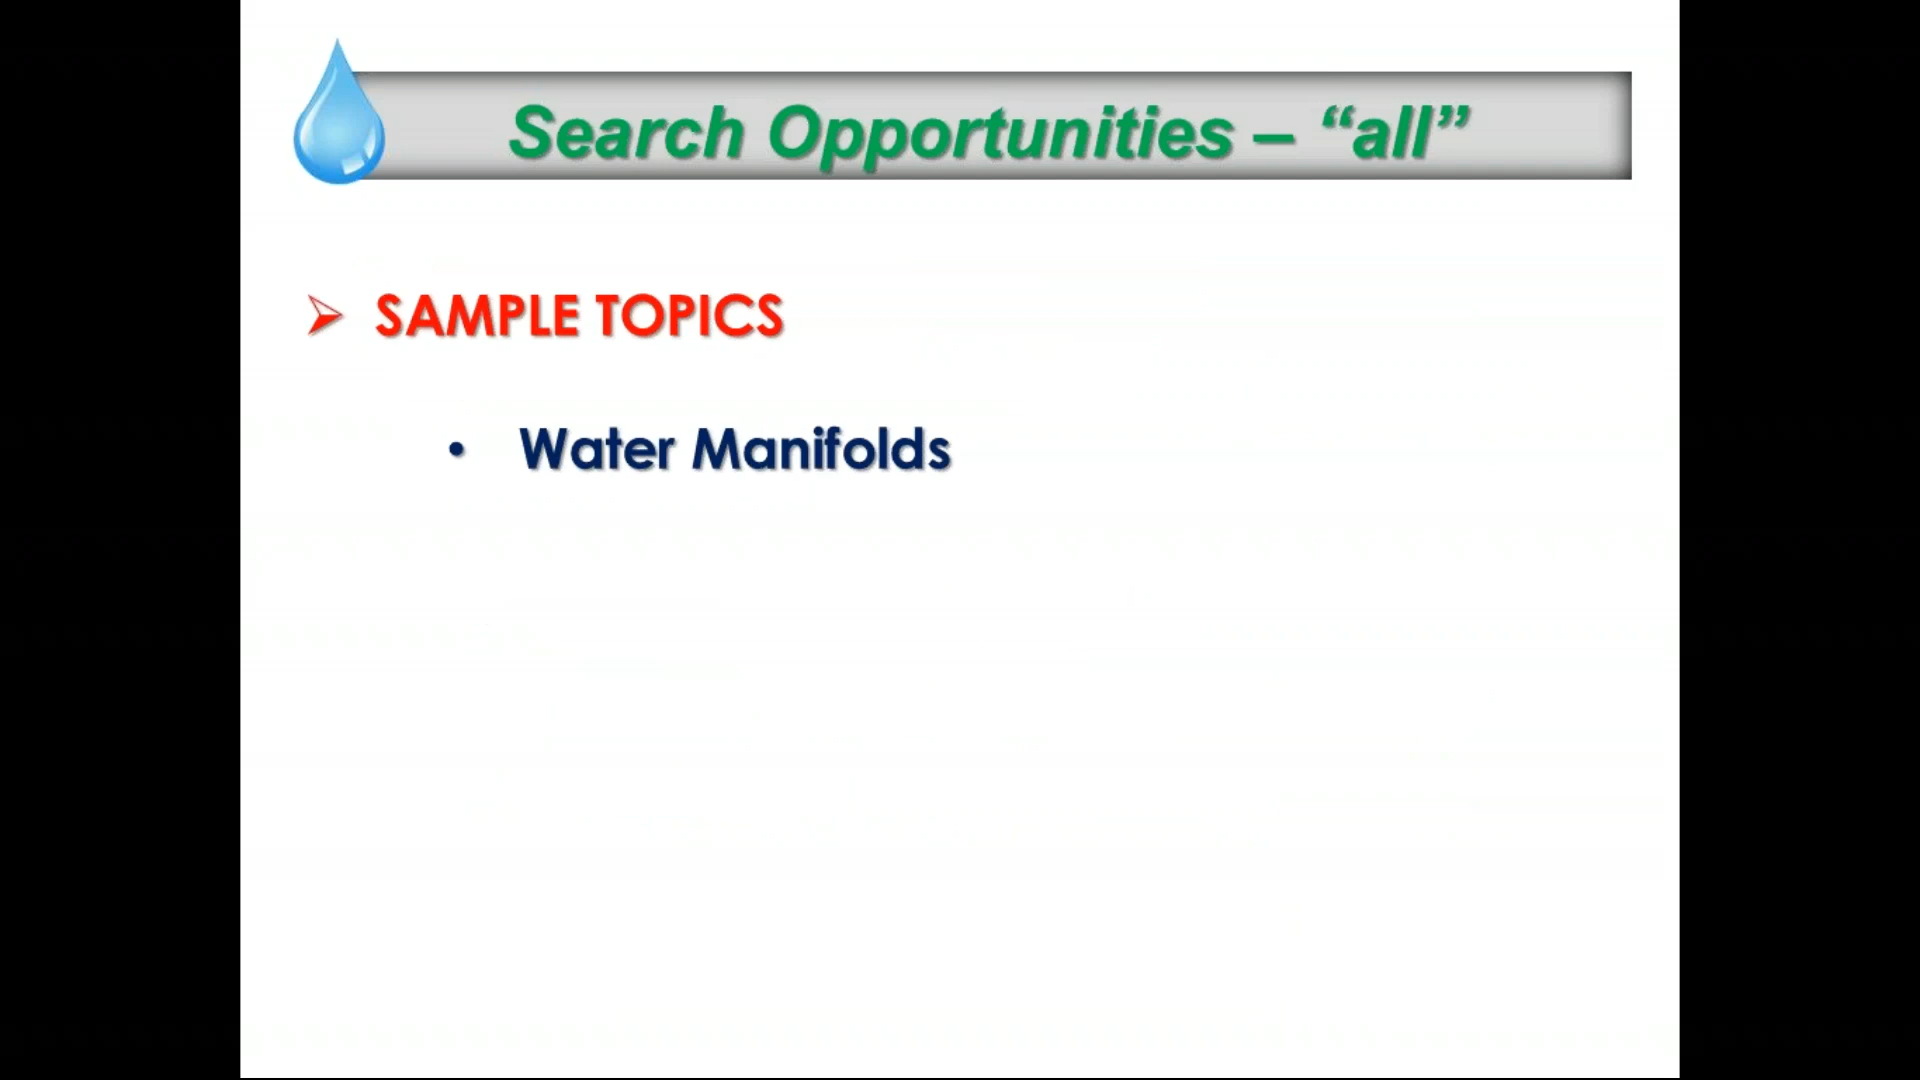 Search Opportunities – “all”
➢ SAMPLE TOPICS
• Water Manifolds